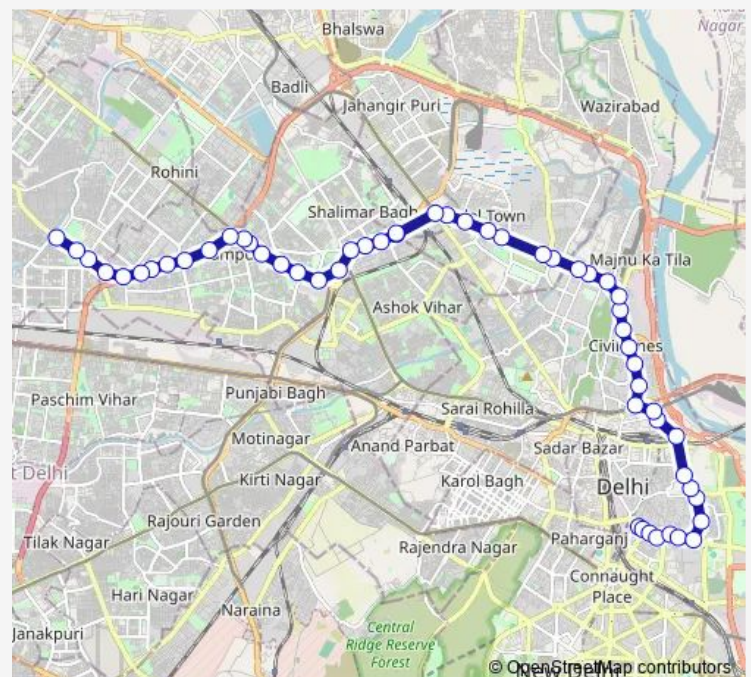 Bhalswa
Nagar
Badli
Jahangir Puri
Wazirabad
Rohini
Shalimar Bagh
Town
Majnu Ka Tila
Ashok Vihar
Paschim Vihar
Punjabi Bagh
Sarai Rohilla
Motinagar
Anand Parbat
Sadar Bazar
t Delhi
Kirti Nagar
Karol Bagh
Delhi
Rajouri Garden
Tilak Nagar
Rajendra Nagar
Paharganj
Connaught
Place
Hari Nagar
Naraina
Janakpuri
Central
Ridge Reserve
Forest
© OpenStreetMap contributors
New Delhi